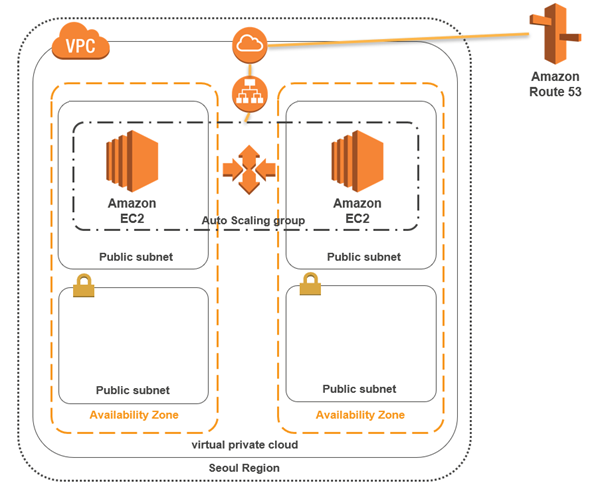 VPC
Amazon
Route 53
Amazon
EC2
Amazon
EC2
Auto Scaling group
Public subnet
Public subnet
Public subnet
Public subnet
Availability Zone
Availability Zone
virtual private cloud
Seoul Region